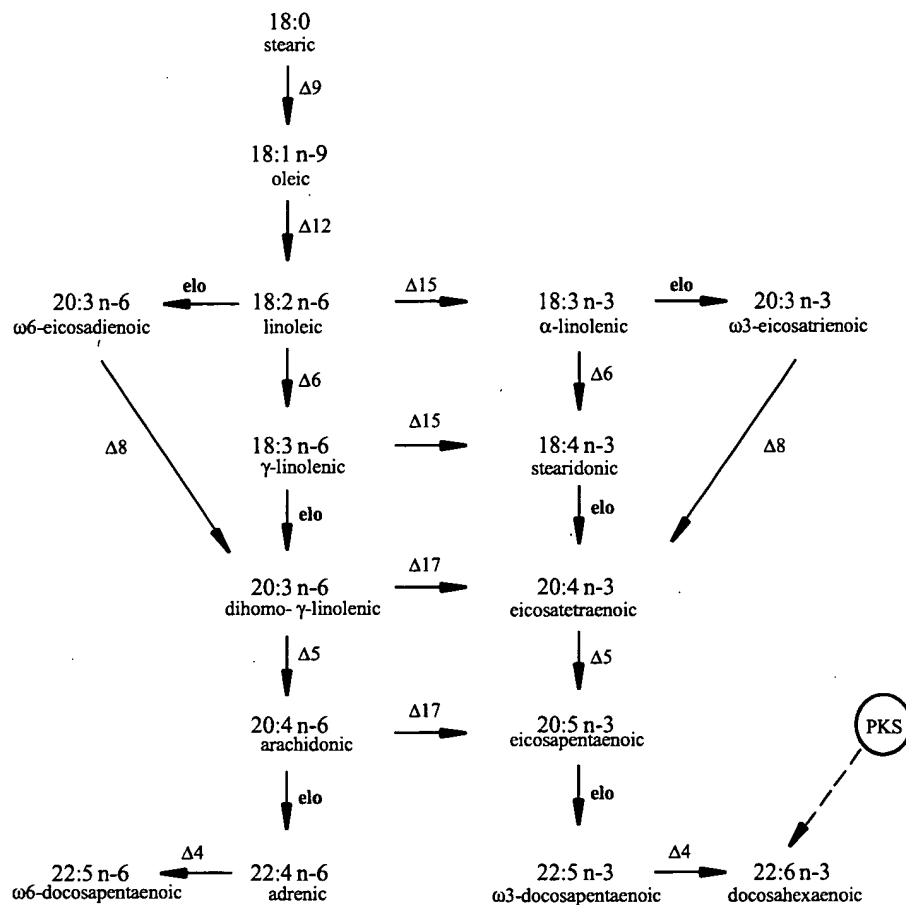 18:0
stearic
Δ9
18:1 n-9
oleic
Δ12
20:3 n-6 elo 18:2 n-6 Δ15 18:3 n-3 elo 20:3 n-3
ω6-eicosadienoic linoleic α-linolenic ω3-eicosatrienoic
Δ6 Δ6
Δ8 18:3 n-6 Δ15 18:4 n-3 Δ8
γ-linolenic stearidonic
elo elo
20:3 n-6 Δ17 20:4 n-3
dihomo- γ-linolenic eicosatetraenoic
Δ5 Δ5
20:4 n-6 Δ17 20:5 n-3 PKS
arachidonic eicosapentaenoic
elo elo
22:5 n-6 Δ4 22:4 n-6 22:5 n-3 Δ4 22:6 n-3
ω6-docosapentaenoic adrenic ω3-docosapentaenoic docosahexaenoic